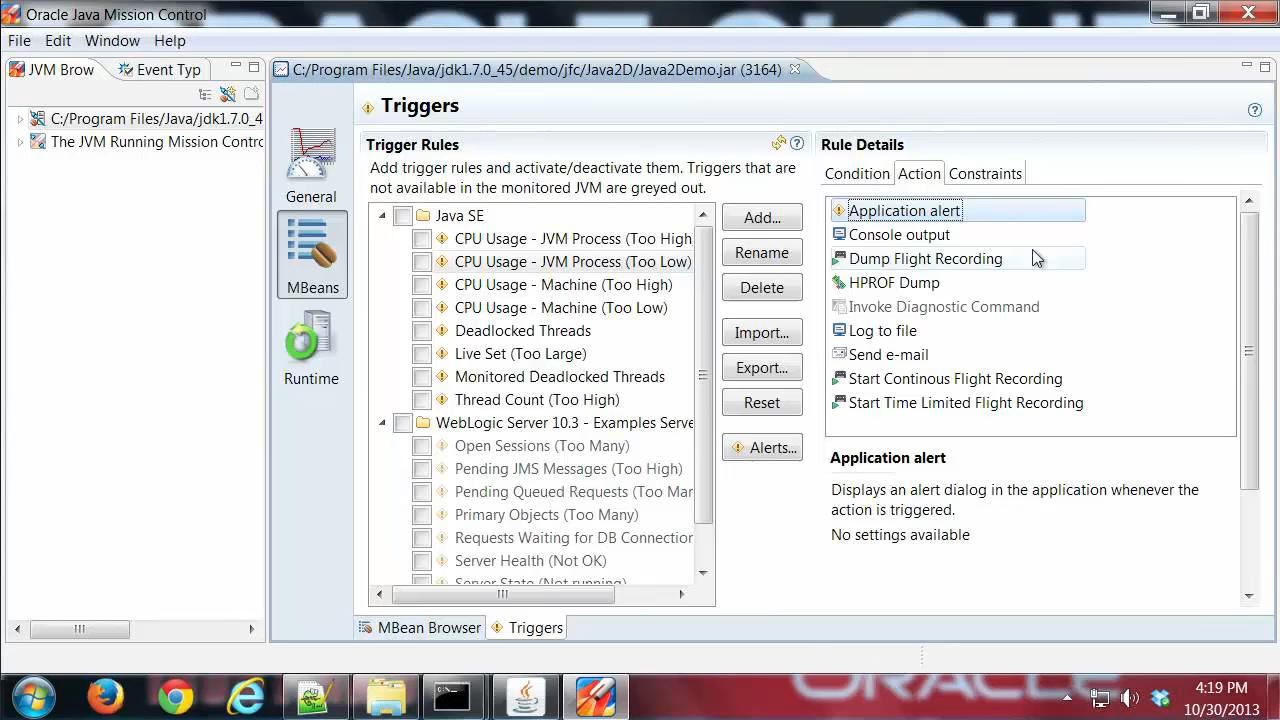 Oracle Java Mission Control
File Edit Window Help
JVM Brow
Event Typ
C:/Program Files/Java/jdk1.7.0_45/demo/jfc/Java2D/Java2Demo.jar (3164)
C:/Program Files/Java/jdk1.7.0_4
The JVM Running Mission Contro
General
MBeans
Runtime
Triggers
Trigger Rules
Add trigger rules and activate/deactivate them. Triggers that are
not available in the monitored JVM are greyed out.
Java SE
CPU Usage - JVM Process (Too High
CPU Usage - JVM Process (Too Low)
CPU Usage - Machine (Too High)
CPU Usage - Machine (Too Low)
Deadlocked Threads
Live Set (Too Large)
Monitored Deadlocked Threads
Thread Count (Too High)
WebLogic Server 10.3 - Examples Serve
Open Sessions (Too Many)
Pending JMS Messages (Too High)
Pending Queued Requests (Too Mar
Primary Objects (Too Many)
Requests Waiting for DB Connection
Server Health (Not OK)
Server State (Not running)
Add...
Rename
Delete
Import...
Export...
Reset
Alerts...
Rule Details
Condition Action Constraints
Application alert
Console output
Dump Flight Recording
HPROF Dump
Invoke Diagnostic Command
Log to file
Send e-mail
Start Continous Flight Recording
Start Time Limited Flight Recording
Application alert
Displays an alert dialog in the application whenever the
action is triggered.
No settings available
MBean Browser
Triggers
ORACLE
4:19 PM
10/30/2013